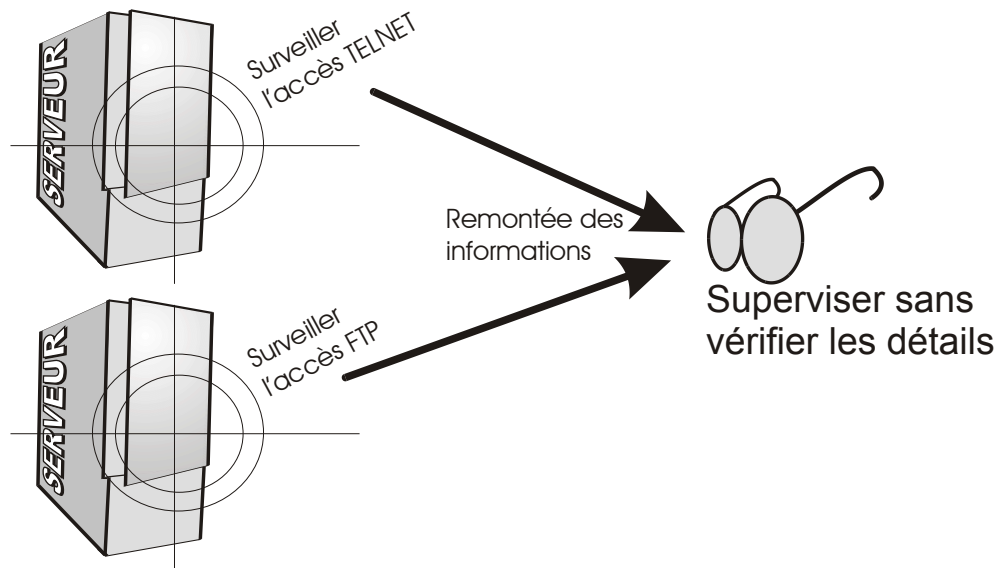 SERVEUR
Surveiller
l'accès TELNET
Remontée des
informations
Superviser sans
vérifier les détails
SERVEUR
Surveiller
l'accès FTP